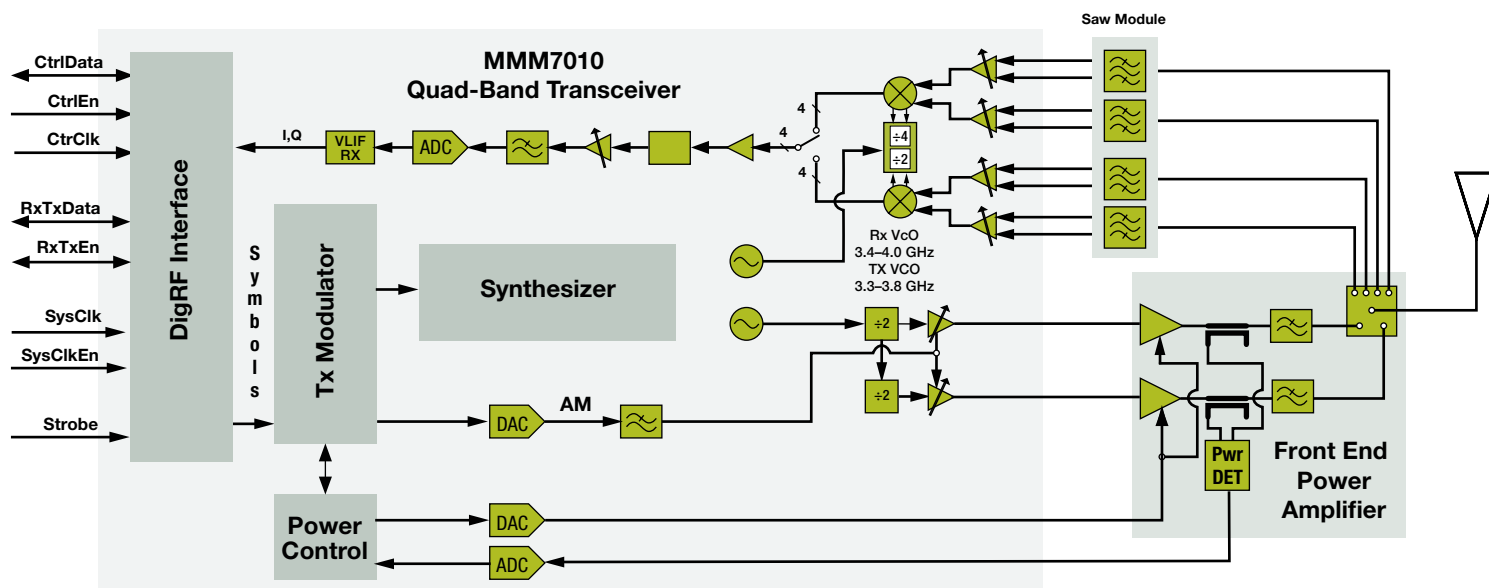 Saw Module
MMM7010
Quad-Band Transceiver
CtrlData
CtrlEn
CtrClk
RxTxData
RxTxEn
SysClk
SysClkEn
Strobe
DigRF Interface
I,Q
VLIF
RX
ADC
4
4
4
÷4
÷2
Rx VcO
3.4–4.0 GHz
TX VCO
3.3–3.8 GHz
Symbols
Tx Modulator
Synthesizer
÷2
÷2
DAC
AM
Power
Control
DAC
ADC
Pwr
DET
Front End
Power
Amplifier